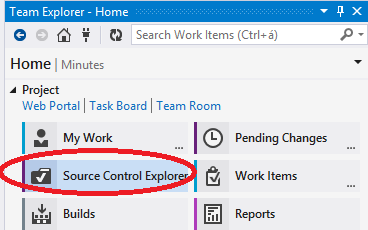 Team Explorer - Home
Search Work Items (Ctrl+á)
Home | Minutes
Project
Web Portal | Task Board | Team Room
My Work ... Pending Changes ...
Source Control Explorer Work Items ...
Builds Reports